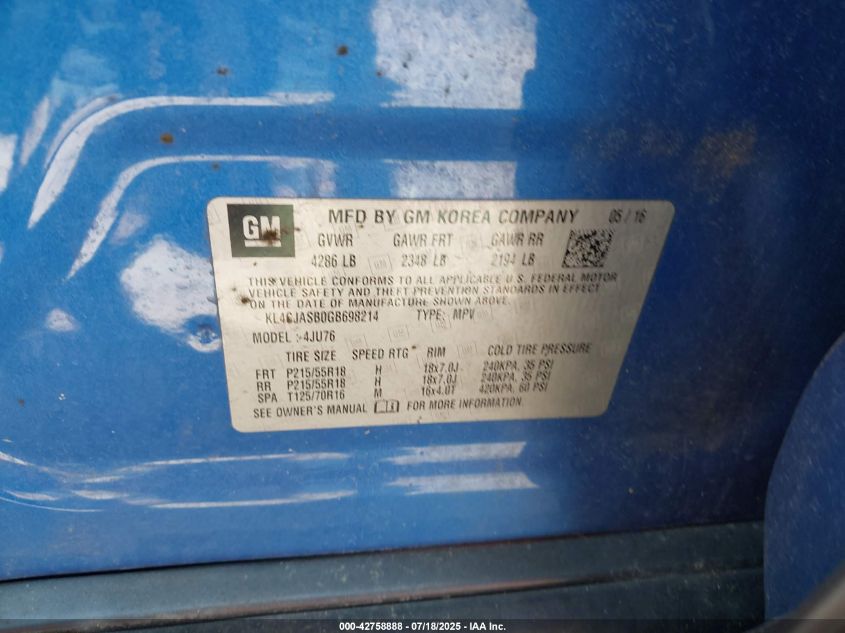 GM MFD BY GM KOREA COMPANY 05/16
GVWR GAWR FRT GAWR RR
4286 LB 2348 LB 2194 LB
THIS VEHICLE CONFORMS TO ALL APPLICABLE U.S. FEDERAL MOTOR
VEHICLE SAFETY AND THEFT PREVENTION STANDARDS IN EFFECT ON
THE DATE OF MANUFACTURE SHOWN ABOVE.
KL4CJASB0GB698214 TYPE: MPV
MODEL :4JU76
TIRE SIZE SPEED RTG RIM COLD TIRE PRESSURE
FRT P215/55R18 H 18x7.0J 240KPA, 35 PSI
RR P215/55R18 H 18x7.0J 240KPA, 35 PSI
SPA T125/70R16 M 16x4.0T 420KPA, 60 PSI
SEE OWNER'S MANUAL FOR MORE INFORMATION.
000-42758888 - 07/18/2025 - IAA Inc.